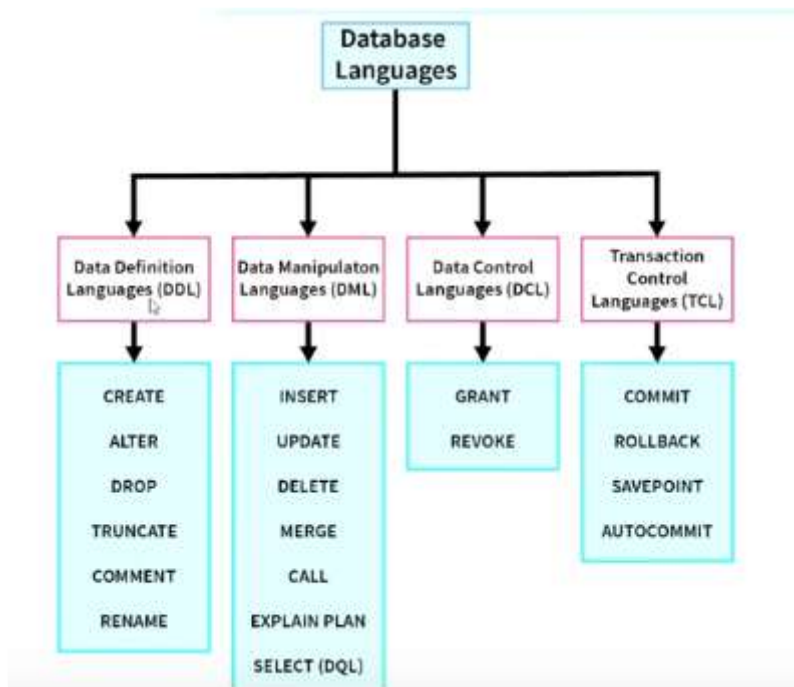 Database
Languages
Data Definition
Languages (DDL)
Data Manipulaton
Languages (DML)
Data Control
Languages (DCL)
Transaction
Control
Languages (TCL)
CREATE
ALTER
DROP
TRUNCATE
COMMENT
RENAME
INSERT
UPDATE
DELETE
MERGE
CALL
EXPLAIN PLAN
SELECT (DQL)
GRANT
REVOKE
COMMIT
ROLLBACK
SAVEPOINT
AUTOCOMMIT